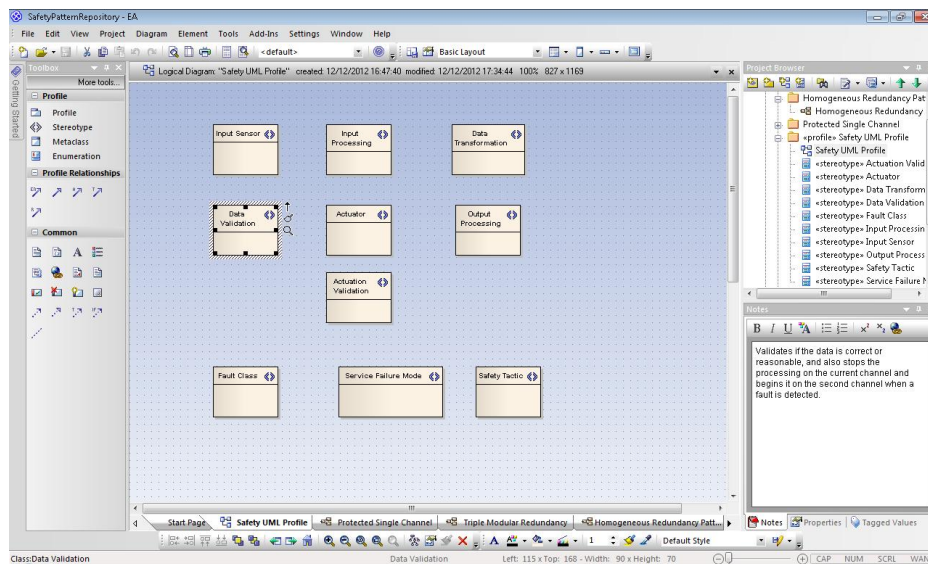 SafetyPatternRepository - EA
File Edit View Project Diagram Element Tools Add-Ins Settings Window Help
<default>
Basic Layout
Toolbox
More tools...
Profile
Profile
Stereotype
Metaclass
Enumeration
Profile Relationships
Common
Getting Started
Logical Diagram: "Safety UML Profile" created: 12/12/2012 16:47:40 modified: 12/12/2012 17:34:44 100% 827 x 1169
Input Sensor
Input
Processing
Data
Transformation
Data
Validation
Actuator
Output
Processing
Actuation
Validation
Fault Class
Service Failure Mode
Safety Tactic
Project Browser
Homogeneous Redundancy Pat
Homogeneous Redundancy
Protected Single Channel
«profile» Safety UML Profile
Safety UML Profile
«stereotype» Actuation Valid
«stereotype» Actuator
«stereotype» Data Transform
«stereotype» Data Validation
«stereotype» Fault Class
«stereotype» Input Processin
«stereotype» Input Sensor
«stereotype» Output Process
«stereotype» Safety Tactic
«stereotype» Service Failure M
Notes
B I U A x² x₂
Validates if the data is correct or
reasonable, and also stops the
processing on the current channel and
begins it on the second channel when a
fault is detected.
Start Page Safety UML Profile Protected Single Channel Triple Modular Redundancy Homogeneous Redundancy Patt...
Notes Properties Tagged Values
A 1 Default Style
Class:Data Validation Data Validation Left: 115 x Top: 168 - Width: 90 x Height: 70 CAP NUM SCRL WAN